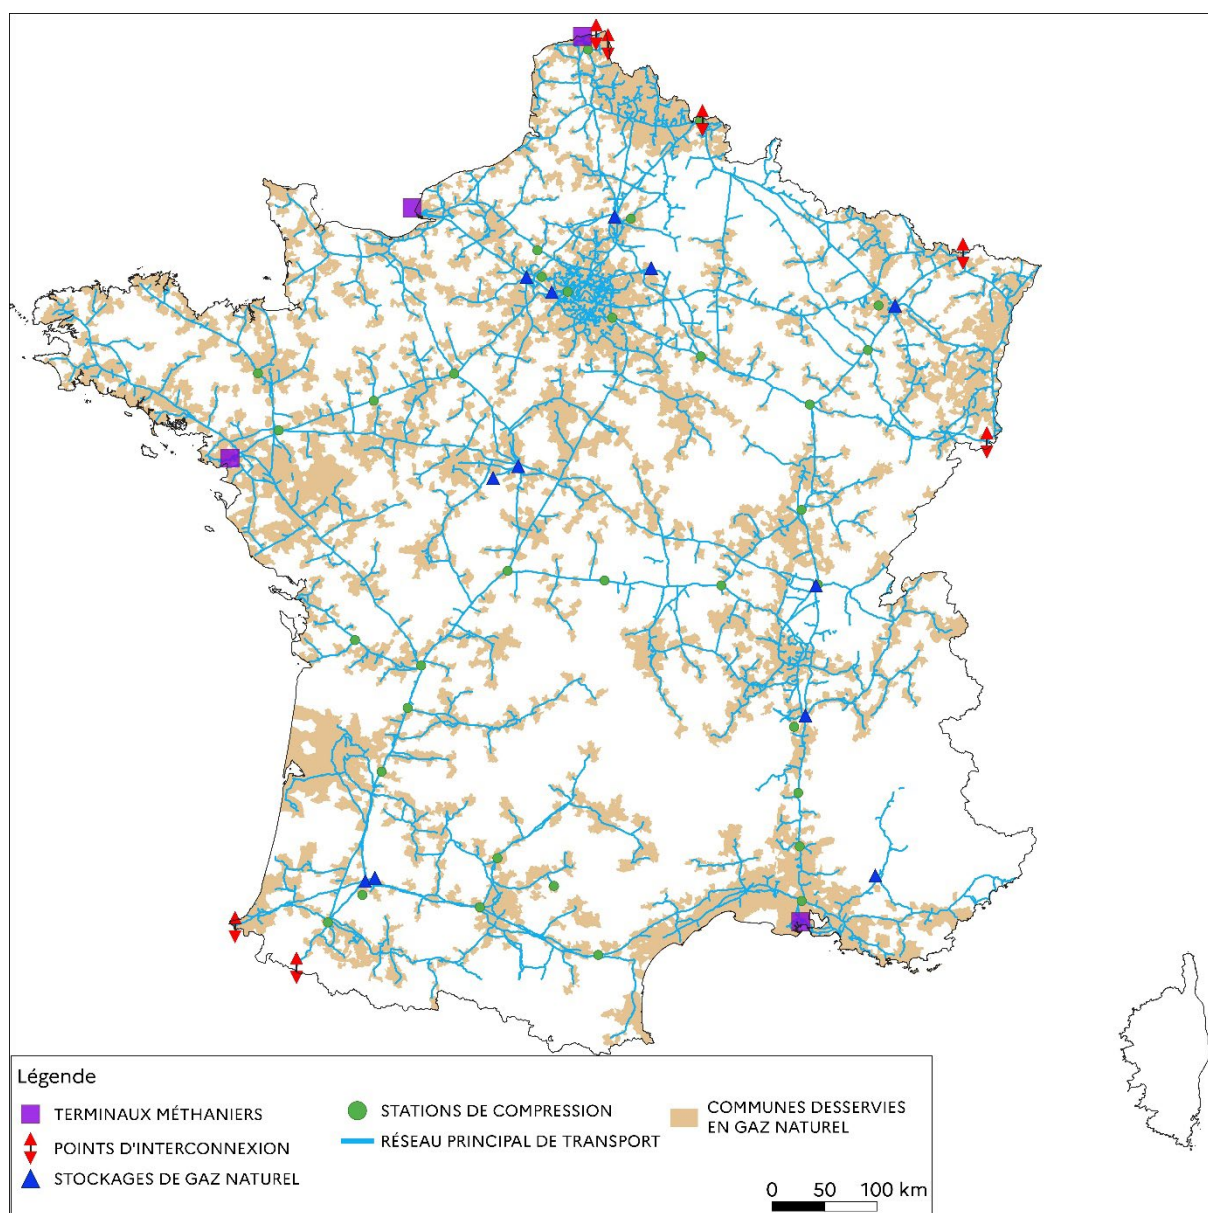 Légende
TERMINAUX MÉTHANIERS
POINTS D'INTERCONNEXION
STOCKAGES DE GAZ NATUREL
STATIONS DE COMPRESSION
RÉSEAU PRINCIPAL DE TRANSPORT
COMMUNES DESSERVIES
EN GAZ NATUREL
0 50 100 km